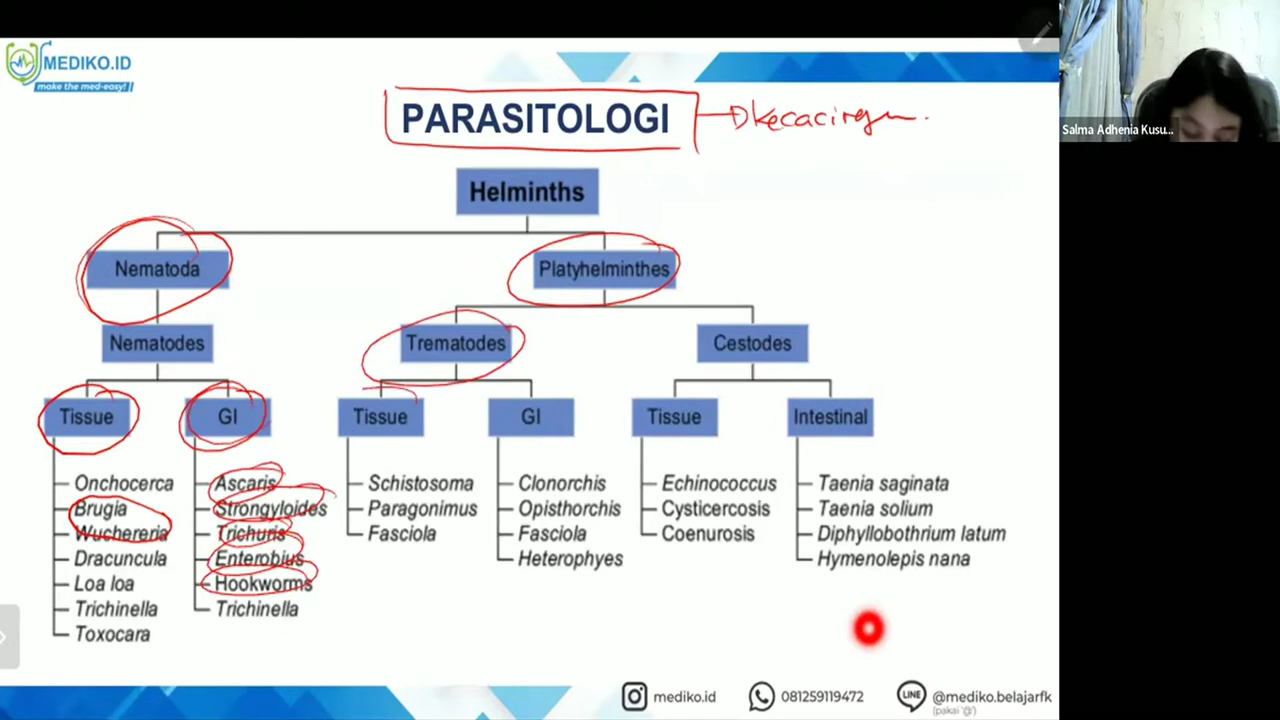 MEDIKO.ID
make the med-easy!
PARASITOLOGI
Salma Adhenia Kusu...
Helminths
Nematoda
Platyhelminthes
Nematodes
Trematodes
Cestodes
Tissue
GI
Tissue
GI
Tissue
Intestinal
Onchocerca
Brugia
Wuchereria
Dracuncula
Loa loa
Trichinella
Toxocara
Ascaris
Strongyloides
Trichuris
Enterobius
Hookworms
Trichinella
Schistosoma
Paragonimus
Fasciola
Clonorchis
Opisthorchis
Fasciola
Heterophyes
Echinococcus
Cysticercosis
Coenurosis
Taenia saginata
Taenia solium
Diphyllobothrium latum
Hymenolepis nana
mediko.id
081259119472
LINE
@mediko.belajarfk
(pakai '@')